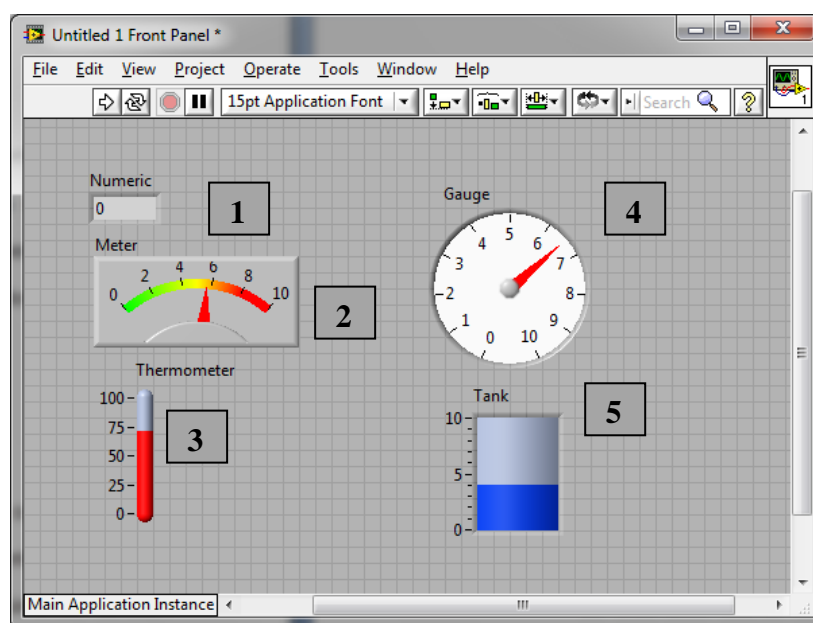 Untitled 1 Front Panel *
File Edit View Project Operate Tools Window Help
15pt Application Font
Search
?
1
Numeric
0
1
Meter
0 2 4 6 8 10
2
Thermometer
100
75
50
25
0
3
Gauge
0 1 2 3 4 5 6 7 8 9 10
4
Tank
10
5
0
5
Main Application Instance